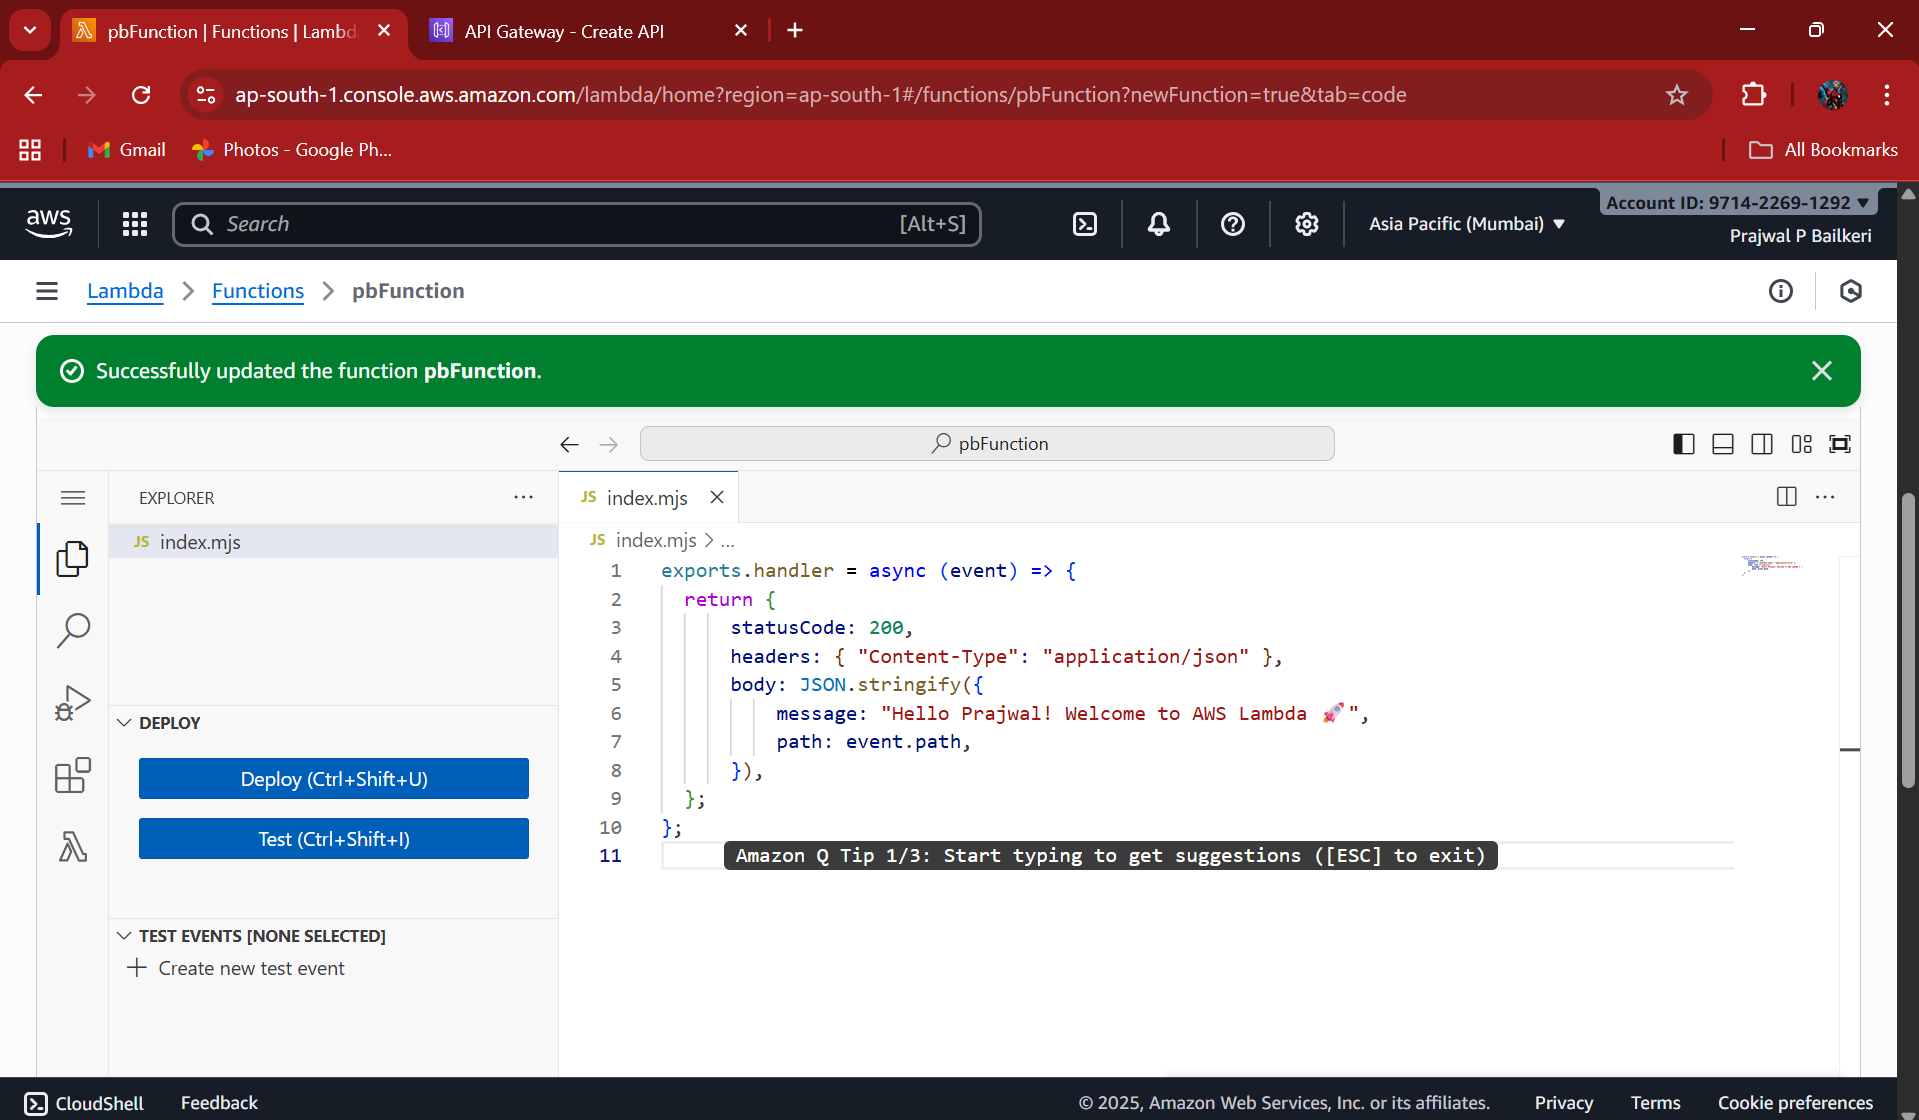 pbFunction | Functions | Lambd
API Gateway - Create API
ap-south-1.console.aws.amazon.com/lambda/home?region=ap-south-1#/functions/pbFunction?newFunction=true&tab=code
Gmail
Photos - Google Ph...
All Bookmarks
aws
Search
[Alt+S]
Asia Pacific (Mumbai) ▼
Account ID: 9714-2269-1292 ▼
Prajwal P Bailkeri
Lambda > Functions > pbFunction
Successfully updated the function pbFunction.
pbFunction
EXPLORER
JS index.mjs
JS index.mjs
DEPLOY
Deploy (Ctrl+Shift+U)
Test (Ctrl+Shift+I)
TEST EVENTS [NONE SELECTED]
+ Create new test event
JS index.mjs > ...
1 exports.handler = async (event) => {
2 return {
3 statusCode: 200,
4 headers: { "Content-Type": "application/json" },
5 body: JSON.stringify({
6 message: "Hello Prajwal! Welcome to AWS Lambda 🚀",
7 path: event.path,
8 }),
9 };
10 };
11 Amazon Q Tip 1/3: Start typing to get suggestions ([ESC] to exit)
CloudShell
Feedback
© 2025, Amazon Web Services, Inc. or its affiliates.
Privacy
Terms
Cookie preferences